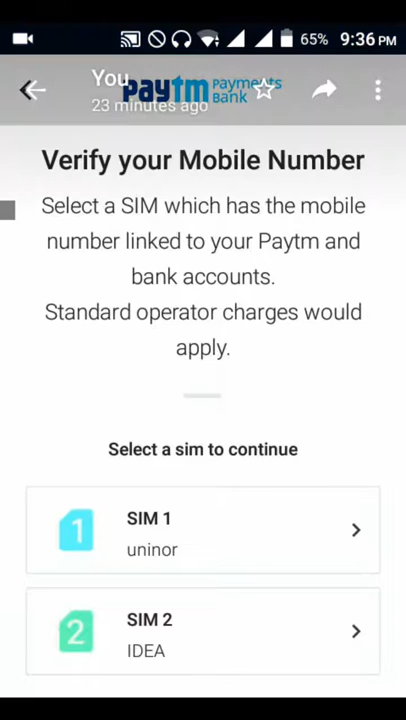 65% 9:36 PM
You
23 minutes ago
paytm payments Bank
Verify your Mobile Number
Select a SIM which has the mobile
number linked to your Paytm and
bank accounts.
Standard operator charges would
apply.
Select a sim to continue
1 SIM 1
uninor
2 SIM 2
IDEA